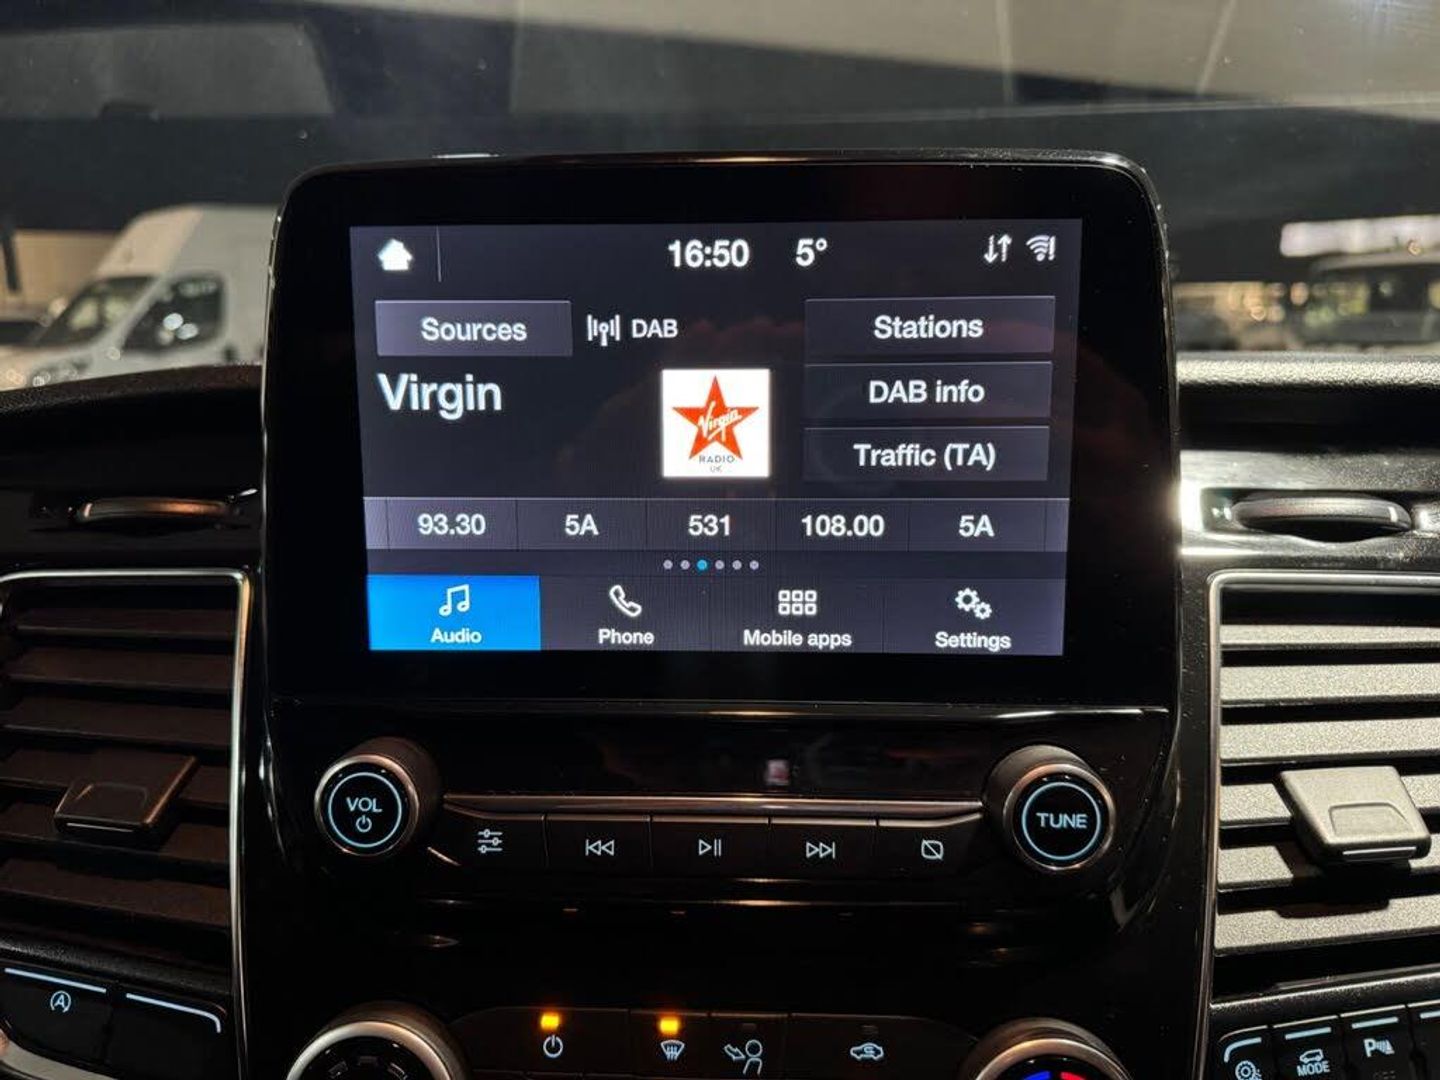 16:50 5°
Sources DAB Stations
Virgin
Virgin
RADIO
UK
DAB info
Traffic (TA)
93.30 5A 531 108.00 5A
Audio Phone Mobile apps Settings
VOL
TUNE
A
MODE
P